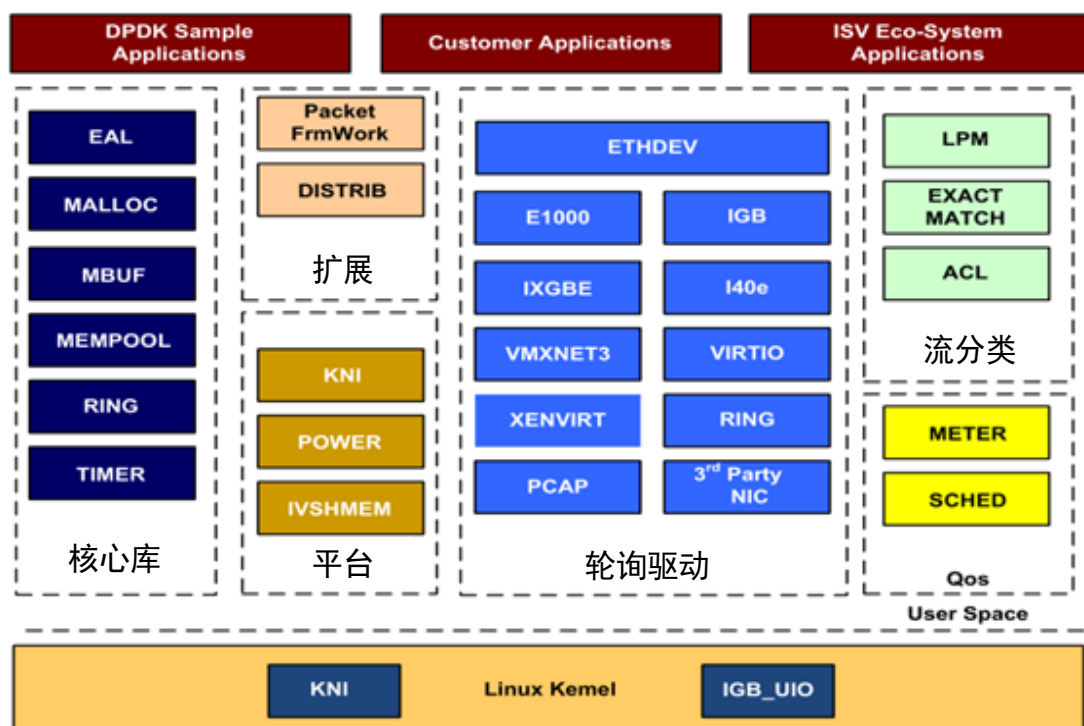 DPDK Sample
Applications
Customer Applications
ISV Eco-System
Applications
EAL
MALLOC
MBUF
MEMPOOL
RING
TIMER
核心库
Packet
FrmWork
DISTRIB
扩展
KNI
POWER
IVSHMEM
平台
ETHDEV
E1000
IGB
IXGBE
I40e
VMXNET3
VIRTIO
XENVIRT
RING
PCAP
3rd Party
NIC
轮询驱动
LPM
EXACT
MATCH
ACL
流分类
METER
SCHED
Qos
User Space
KNI
Linux Kernel
IGB_UIO